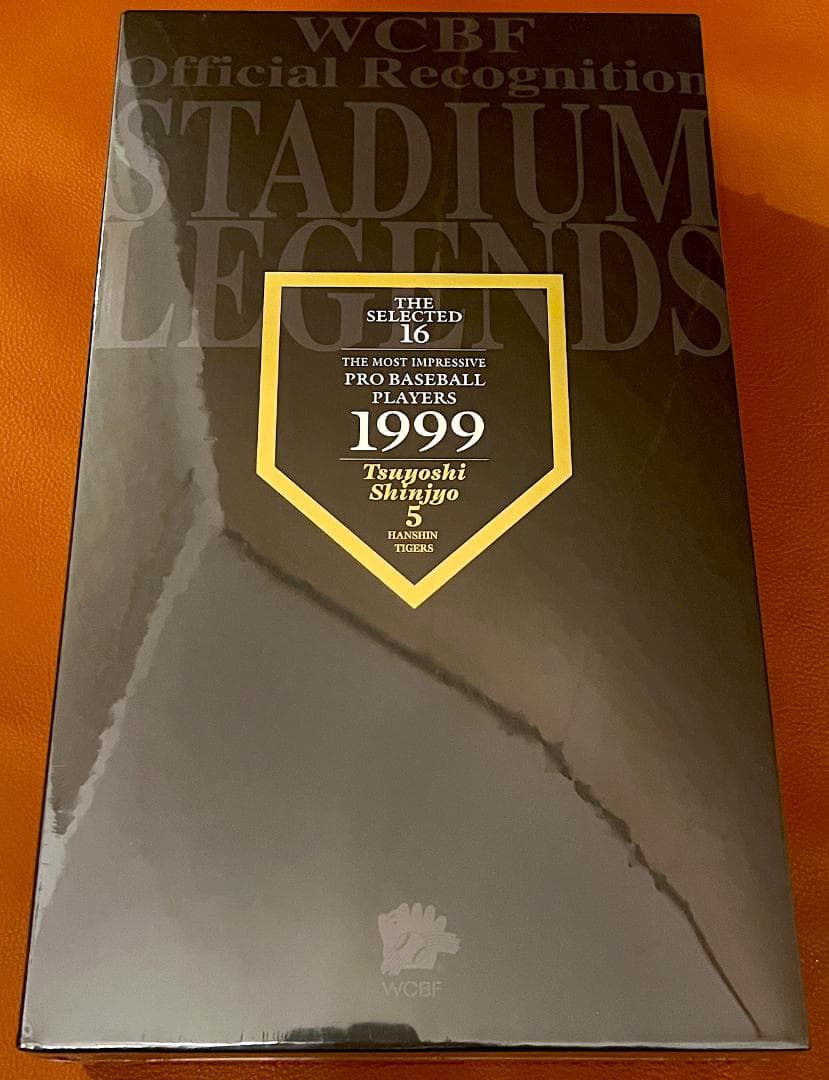 WCBF
Official Recognition
STADIUM
LEGENDS
THE
SELECTED
16
THE MOST IMPRESSIVE
PRO BASEBALL
PLAYERS
1999
Tsuyoshi
Shinjyo
5
HANSHIN
TIGERS
WCBF